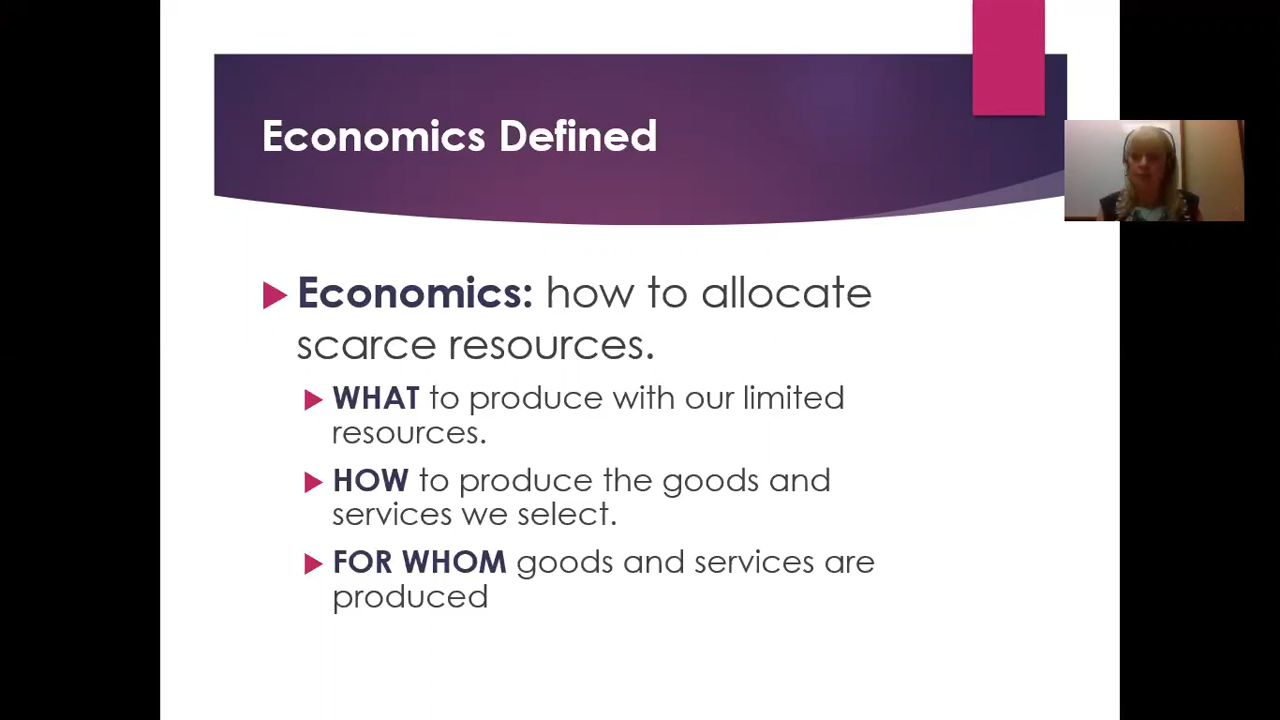 Economics Defined
Economics: how to allocate
scarce resources.
WHAT to produce with our limited
resources.
HOW to produce the goods and
services we select.
FOR WHOM goods and services are
produced